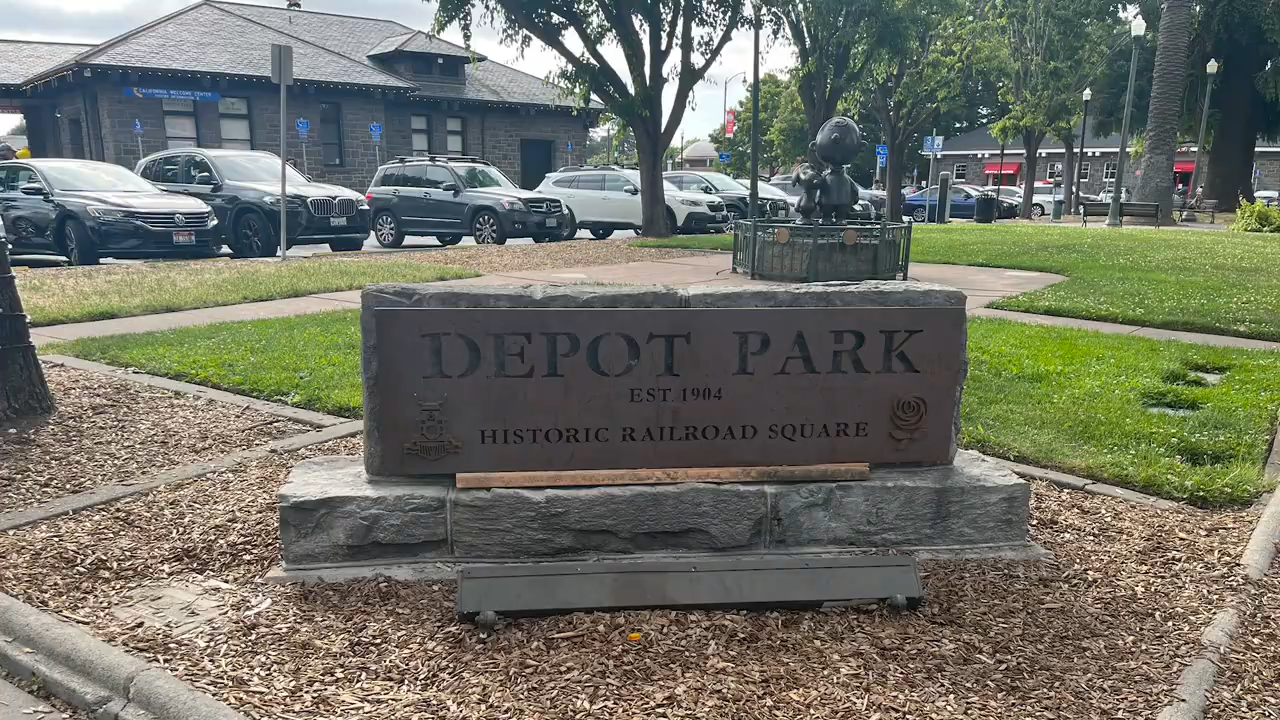 CALIFORNIA WELCOME CENTER
DEPOT PARK
EST. 1904
HISTORIC RAILROAD SQUARE